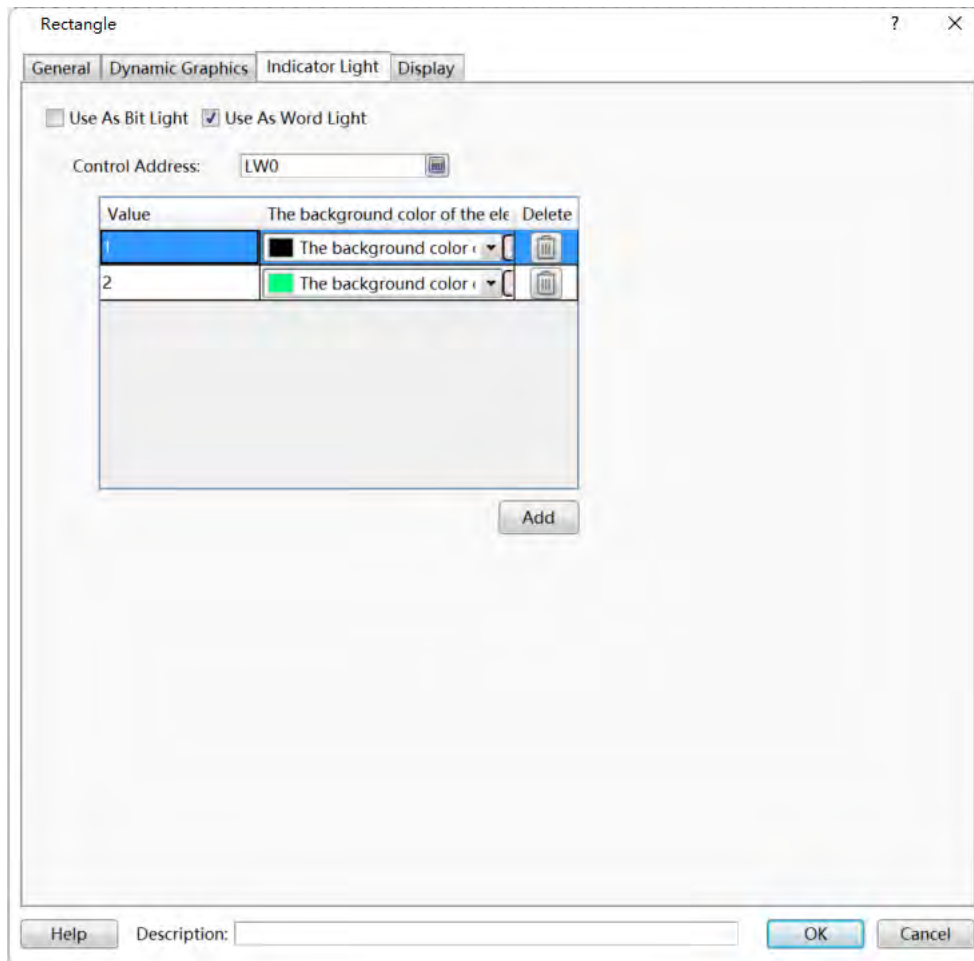 Rectangle ?
General Dynamic Graphics Indicator Light Display
Use As Bit Light Use As Word Light
Control Address: LW0
Value The background color of the ele Delete
1 The background color
2 The background color
Add
Help Description: OK Cancel